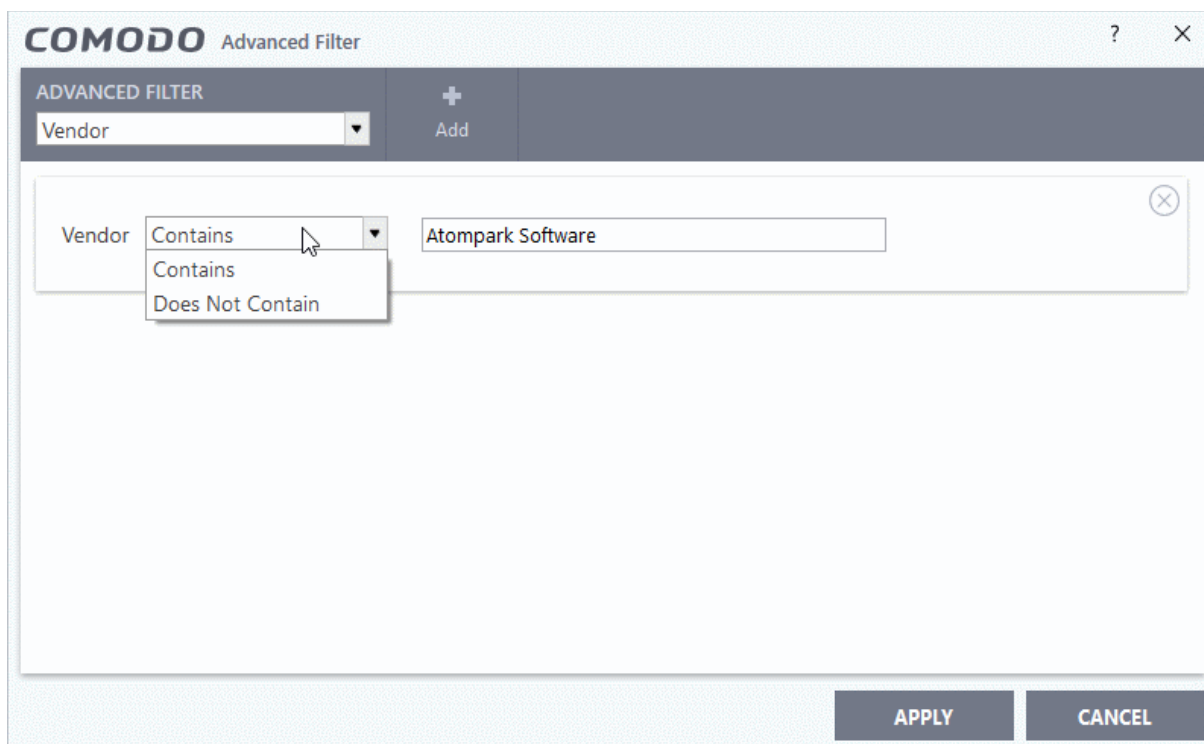 COMODO Advanced Filter ?
ADVANCED FILTER
Vendor
Add
Vendor Contains Atompark Software
Contains
Does Not Contain
APPLY CANCEL